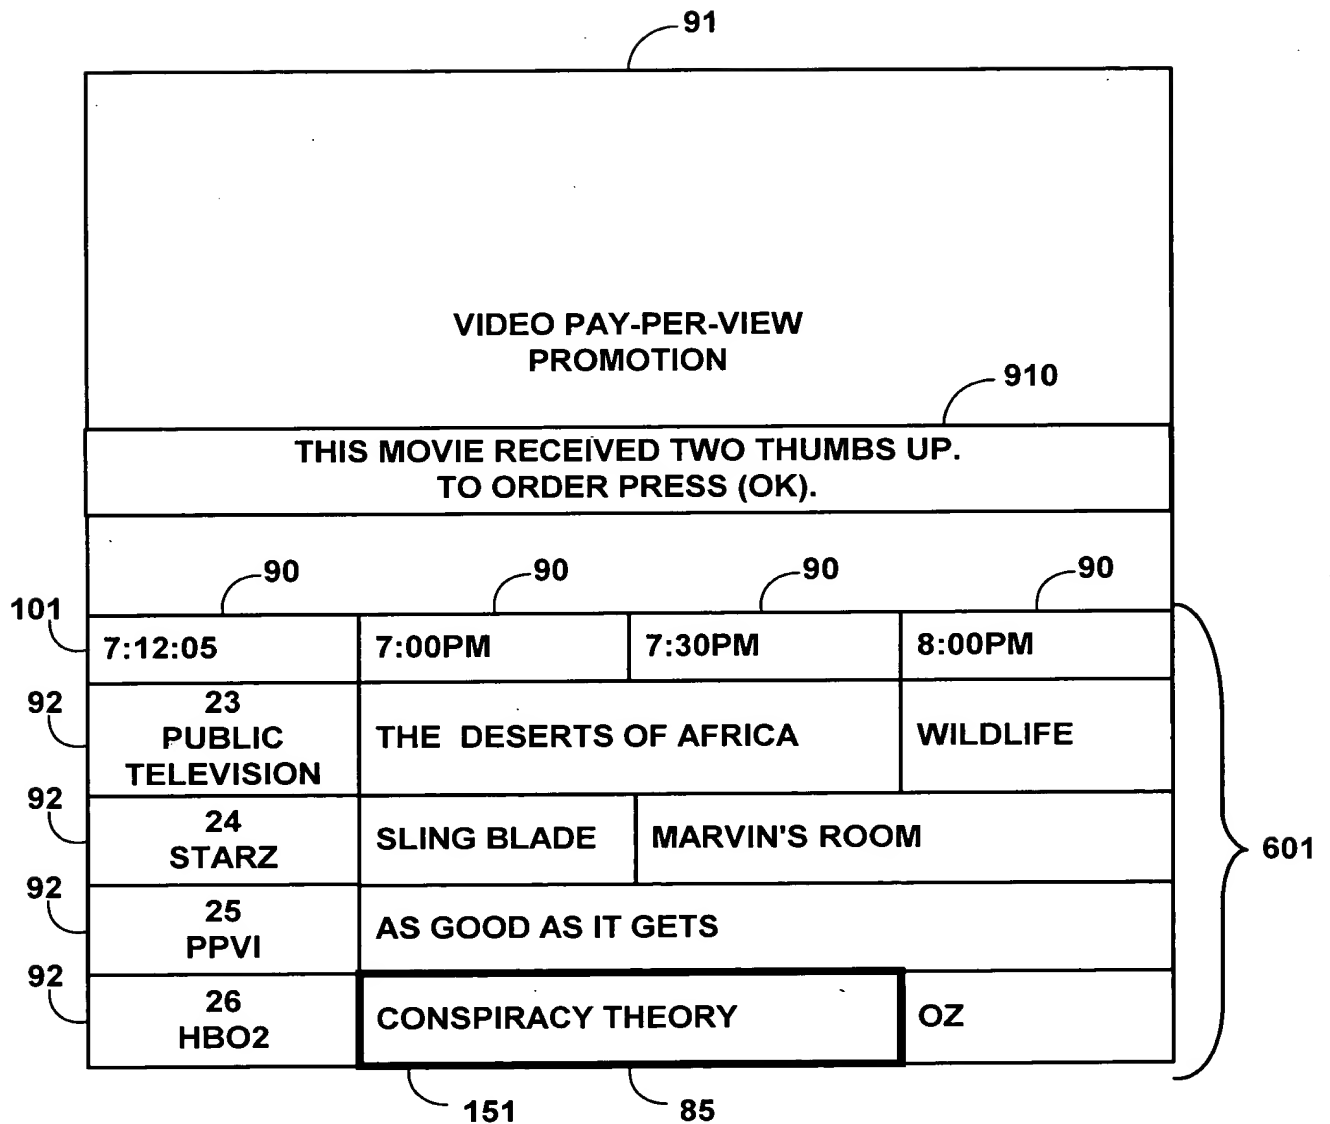 91
VIDEO PAY-PER-VIEW
PROMOTION
910
THIS MOVIE RECEIVED TWO THUMBS UP.
TO ORDER PRESS (OK).
90 90 90 90
101
7:12:05 7:00PM 7:30PM 8:00PM
92
23
PUBLIC
TELEVISION
THE DESERTS OF AFRICA
WILDLIFE
92
24
STARZ
SLING BLADE
MARVIN'S ROOM
601
92
25
PPVI
AS GOOD AS IT GETS
92
26
HBO2
CONSPIRACY THEORY
OZ
151 85